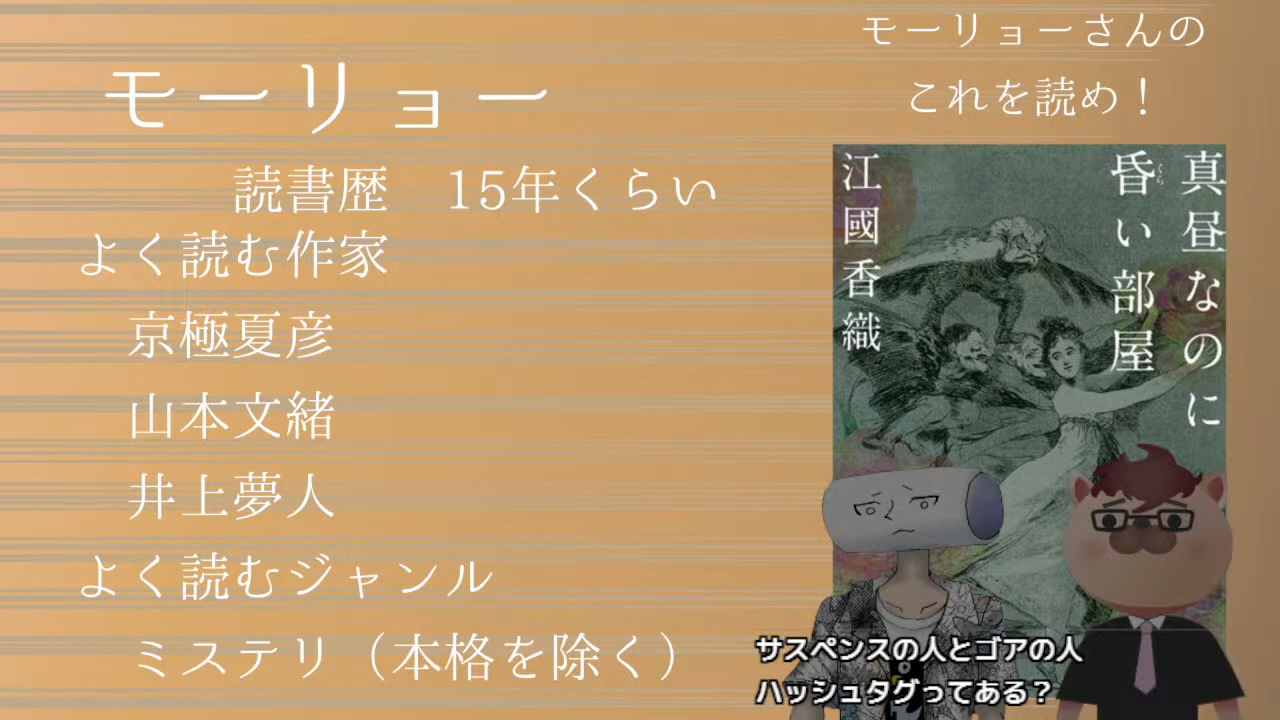 モーリョー
読書歴 15年くらい
よく読む作家
京極夏彦
山本文緒
井上夢人
よく読むジャンル
ミステリ（本格を除く）
モーリョーさんの
これを読め！
真昼なのに
昏い部屋
くら
江國香織
サスペンスの人とゴアの人
ハッシュタグってある？